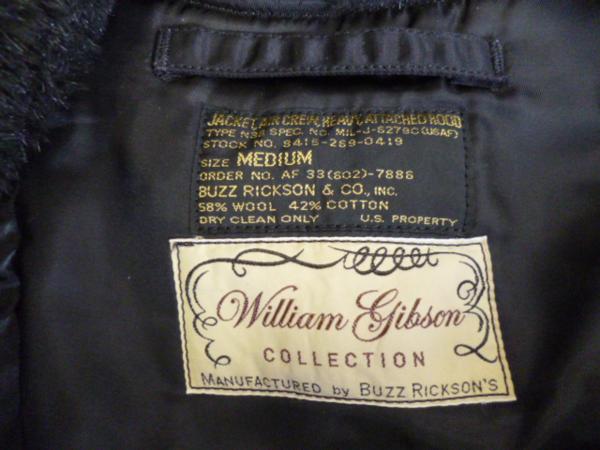 JACKET, AIR CREW, HEAVY, ATTACHED HOOD
TYPE N3B SPEC. NO. MIL-J-6279C (USAF)
STOCK NO. 8415-269-0419
SIZE MEDIUM
ORDER NO. AF 33(602)-7886
BUZZ RICKSON & CO., INC.
58% WOOL 42% COTTON
DRY CLEAN ONLY U.S. PROPERTY
William Gibson
COLLECTION
MANUFACTURED by BUZZ RICKSON'S